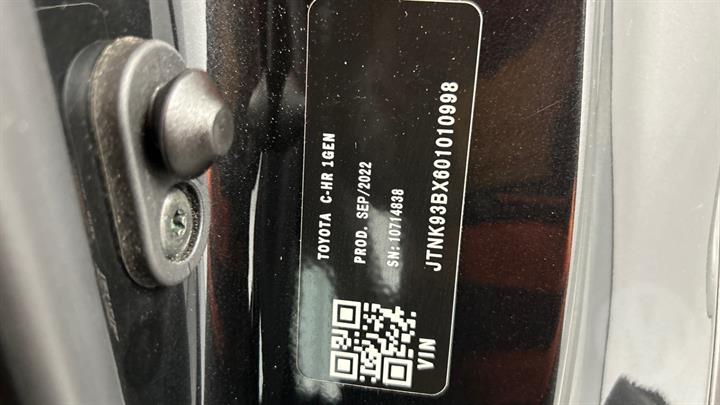 TOYOTA C-HR 1GEN
PROD. SEP/2022
SN: 10714838
VIN JTNK93BX601010998